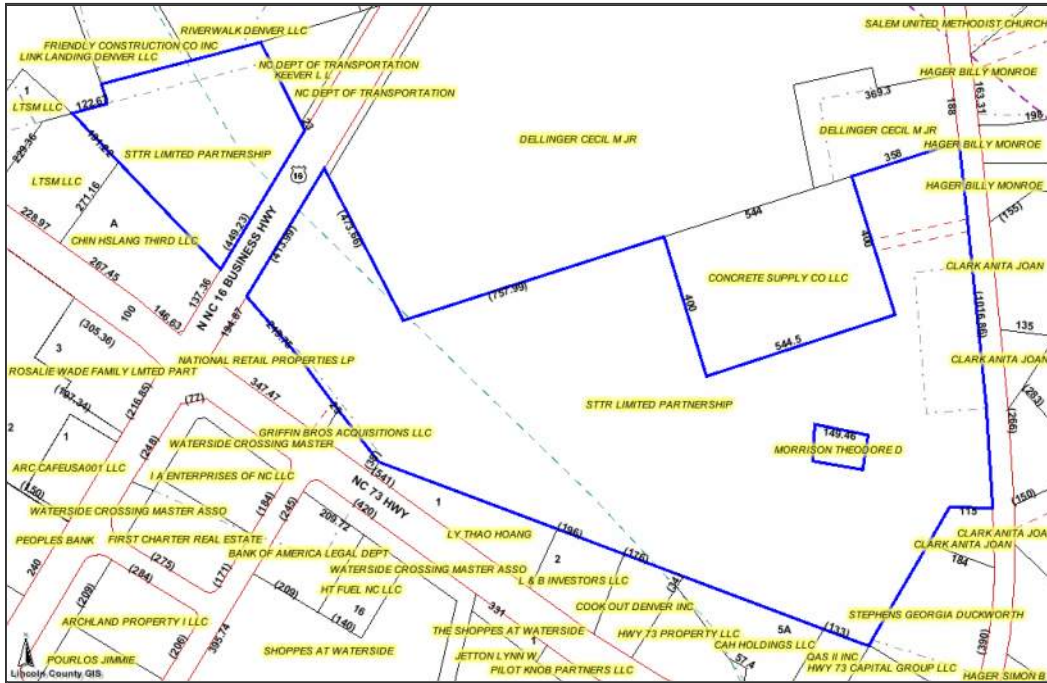 RIVERWALK DENVER LLC
SALEM UNITED METHODIST CHURCH
FRIENDLY CONSTRUCTION CO INC
LINK LANDING DENVER LLC
NC DEPT OF TRANSPORTATION
KEEVER L L
HAGER BILLY MONROE
1
NC DEPT OF TRANSPORTATION
369.3
163.31
LTSM LLC
122.67
188
198
23
DELLINGER CECIL M JR
DELLINGER CECIL M JR
HAGER BILLY MONROE
229.36
STTR LIMITED PARTNERSHIP
358
16
LTSM LLC
271.16
HAGER BILLY MONROE
228.97
A
544
(155)
CHIN HSLANG THIRD LLC
(449.23)
(473.99)
(473.66)
400
267.45
N NC 16 BUSINESS HWY
CLARK ANITA JOAN
CONCRETE SUPPLY CO LLC
137.36
(757.99)
400
(1016.86)
100
146.63
194.87
135
(305.36)
544.5
3
NATIONAL RETAIL PROPERTIES LP
CLARK ANITA JOAN
ROSALIE WADE FAMILY LMTED PART
347.47
(197.34)
(216.85)
(77)
STTR LIMITED PARTNERSHIP
(263)
2
1
(248)
GRIFFIN BROS ACQUISITIONS LLC
149.46
(266)
WATERSIDE CROSSING MASTER
MORRISON THEODORE D
ARC CAFEUSA001 LLC
I A ENTERPRISES OF NC LLC
(541)
(150)
(184)
NC 73 HWY
1
(150)
(245)
(420)
WATERSIDE CROSSING MASTER ASSO
115
209.72
PEOPLES BANK
FIRST CHARTER REAL ESTATE
LY THAO HOANG
(196)
CLARK ANITA JOA
CLARK ANITA JOAN
BANK OF AMERICA LEGAL DEPT
240
(275)
(171)
2
(176)
184
WATERSIDE CROSSING MASTER ASSO
(284)
HT FUEL NC LLC
L & B INVESTORS LLC
(209)
(209)
16
331
COOK OUT DENVER INC
STEPHENS GEORGIA DUCKWORTH
ARCHLAND PROPERTY I LLC
(140)
THE SHOPPES AT WATERSIDE
HWY 73 PROPERTY LLC
5A
(133)
(206)
395.74
1
CAH HOLDINGS LLC
(390)
SHOPPES AT WATERSIDE
JETTON LYNN W
57.4
QAS II INC
POURLOS JIMMIE
PILOT KNOB PARTNERS LLC
HWY 73 CAPITAL GROUP LLC
Lincoln County GIS
HAGER SIMON B